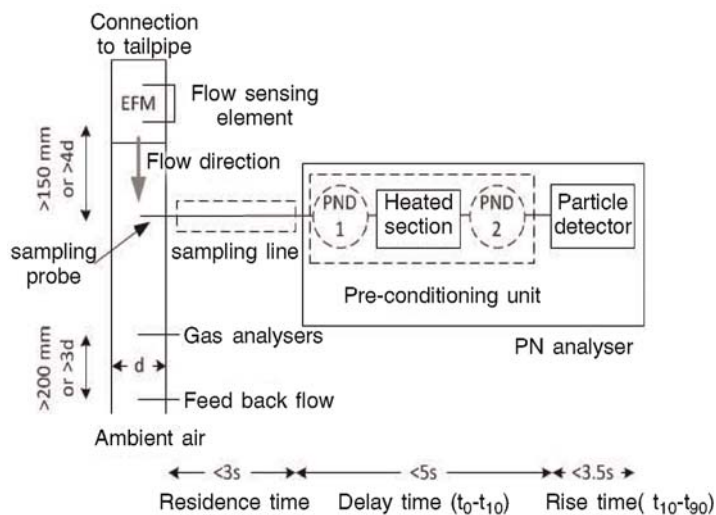 Connection
to tailpipe
EFM
Flow sensing
element
>150 mm
or >4d
Flow direction
PND
1
Heated
section
PND
2
Particle
detector
sampling
probe
sampling line
Pre-conditioning unit
PN analyser
Gas analysers
>200 mm
or >3d
d
Feed back flow
Ambient air
<3s
<5s
<3.5s
Residence time
Delay time (t0-t10)
Rise time( t10-t90)